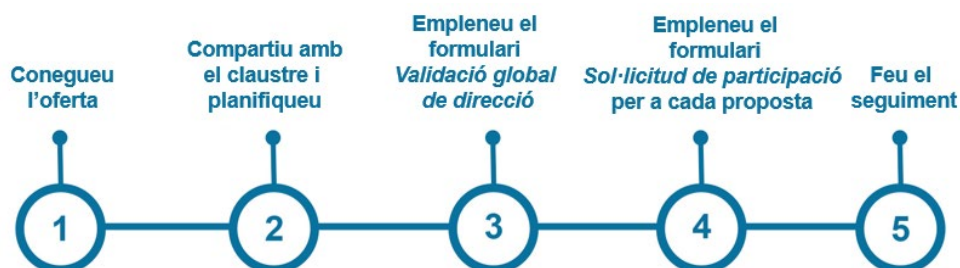 Conegueu
l'oferta
Compartiu amb
el claustre i
planifiqueu
Empleneu el
formulari
Validació global
de direcció
Empleneu el
formulari
Sol·licitud de participació
per a cada proposta
Feu el
seguiment
1
2
3
4
5